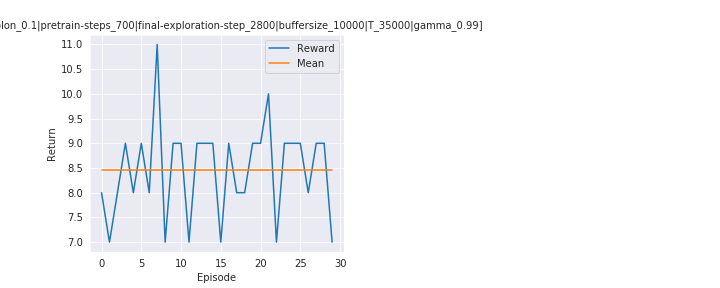 olon_0.1|pretrain-steps_700|final-exploration-step_2800|buffersize_10000|T_35000|gamma_0.99]
11.0
10.5
10.0
9.5
9.0
8.5
8.0
7.5
7.0
Return
Reward
Mean
0 5 10 15 20 25 30
Episode